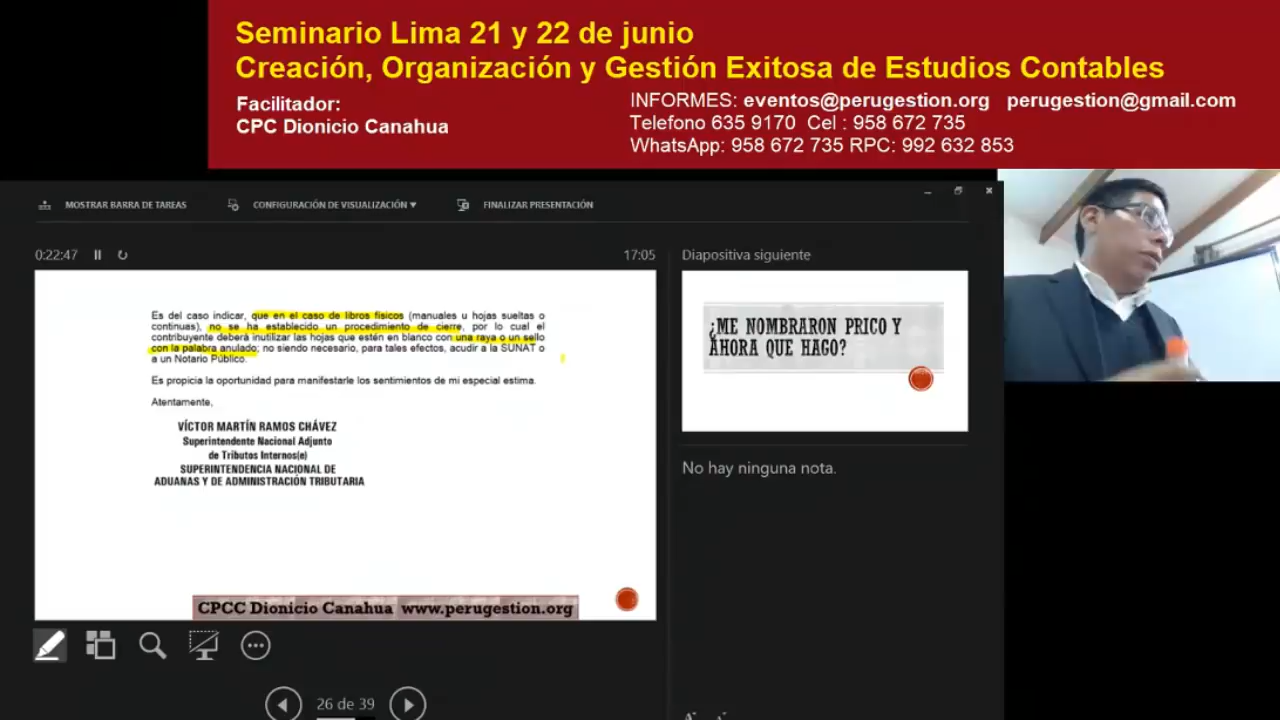 Seminario Lima 21 y 22 de junio
Creación, Organización y Gestión Exitosa de Estudios Contables
Facilitador:
CPC Dionicio Canahua
INFORMES: eventos@perugestion.org perugestion@gmail.com
Telefono 635 9170 Cel : 958 672 735
WhatsApp: 958 672 735 RPC: 992 632 853
MOSTRAR BARRA DE TAREAS
CONFIGURACIÓN DE VISUALIZACIÓN
FINALIZAR PRESENTACIÓN
0:22:47
17:05
Es del caso indicar, que en el caso de libros físicos (manuales u hojas sueltas o
continuas), no se ha establecido un procedimiento de cierre, por lo cual el
contribuyente deberá inutilizar las hojas que estén en blanco con una raya o un sello
con la palabra anulado; no siendo necesario, para tales efectos, acudir a la SUNAT o
a un Notario Público.
Es propicia la oportunidad para manifestarle los sentimientos de mi especial estima.
Atentamente,
VÍCTOR MARTÍN RAMOS CHÁVEZ
Superintendente Nacional Adjunto
de Tributos Internos(e)
SUPERINTENDENCIA NACIONAL DE
ADUANAS Y DE ADMINISTRACIÓN TRIBUTARIA
CPCC Dionicio Canahua www.perugestion.org
26 de 39
Diapositiva siguiente
¿ME NOMBRARON PRICO Y
AHORA QUE HAGO?
No hay ninguna nota.